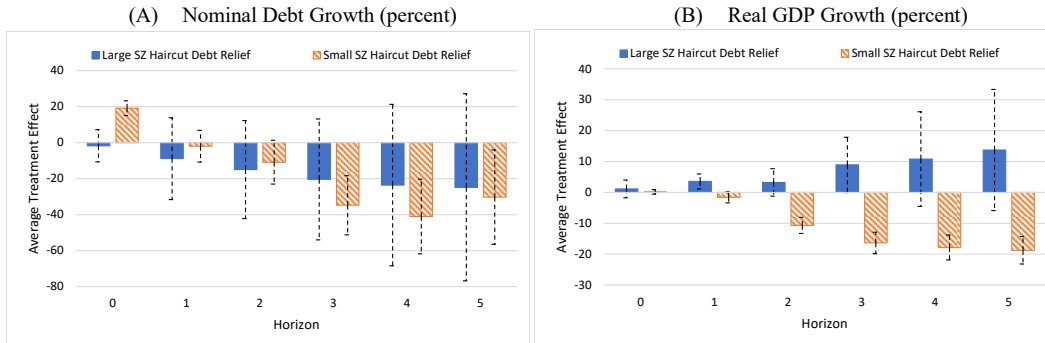 (A) Nominal Debt Growth (percent)
Large SZ Haircut Debt Relief Small SZ Haircut Debt Relief
Average Treatment Effect
40
20
0
-20
-40
-60
-80
0 1 2 3 4 5
Horizon
(B) Real GDP Growth (percent)
Large SZ Haircut Debt Relief Small SZ Haircut Debt Relief
Average Treatment Effect
40
30
20
10
0
-10
-20
-30
0 1 2 3 4 5
Horizon